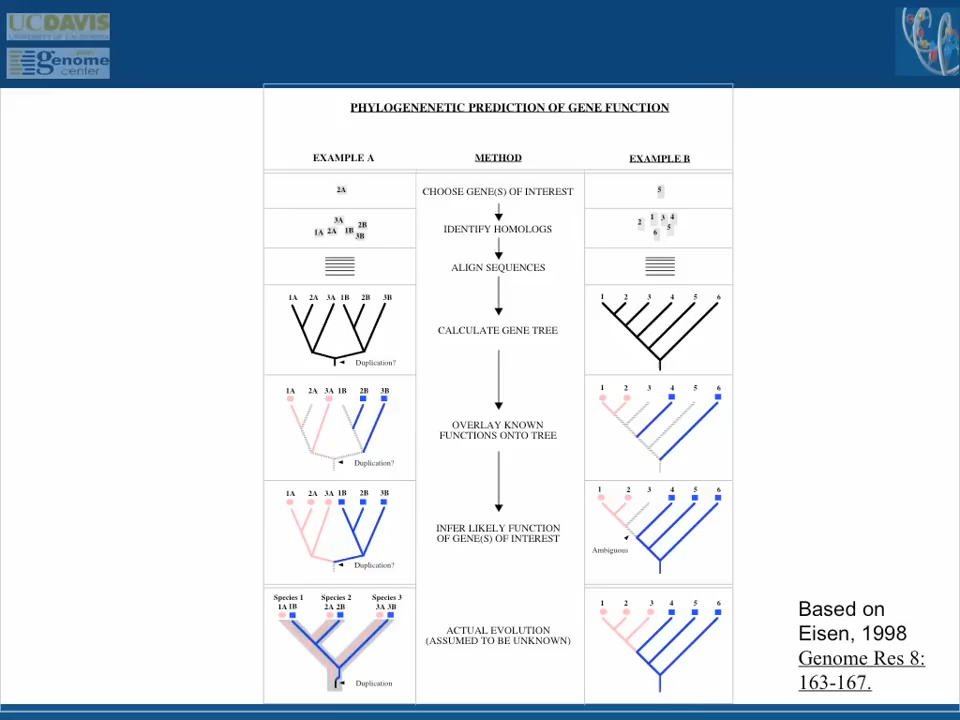 UCDAVIS
UNIVERSITY OF CALIFORNIA
genome
center
PHYLOGENENETIC PREDICTION OF GENE FUNCTION
EXAMPLE A METHOD EXAMPLE B
2A CHOOSE GENE(S) OF INTEREST 5
3A 2B 1 3 4
1A 2A 1B 3B IDENTIFY HOMOLOGS 2 6 5
ALIGN SEQUENCES
1A 2A 3A 1B 2B 3B 1 2 3 4 5 6
CALCULATE GENE TREE
Duplication?
1A 2A 3A 1B 2B 3B 1 2 3 4 5 6
OVERLAY KNOWN
FUNCTIONS ONTO TREE
Duplication?
1A 2A 3A 1B 2B 3B 1 2 3 4 5 6
INFER LIKELY FUNCTION
OF GENE(S) OF INTEREST
Ambiguous
Duplication?
Species 1 Species 2 Species 3
1A 1B 2A 2B 3A 3B 1 2 3 4 5 6
ACTUAL EVOLUTION
(ASSUMED TO BE UNKNOWN)
Duplication
Based on
Eisen, 1998
Genome Res 8:
163-167.